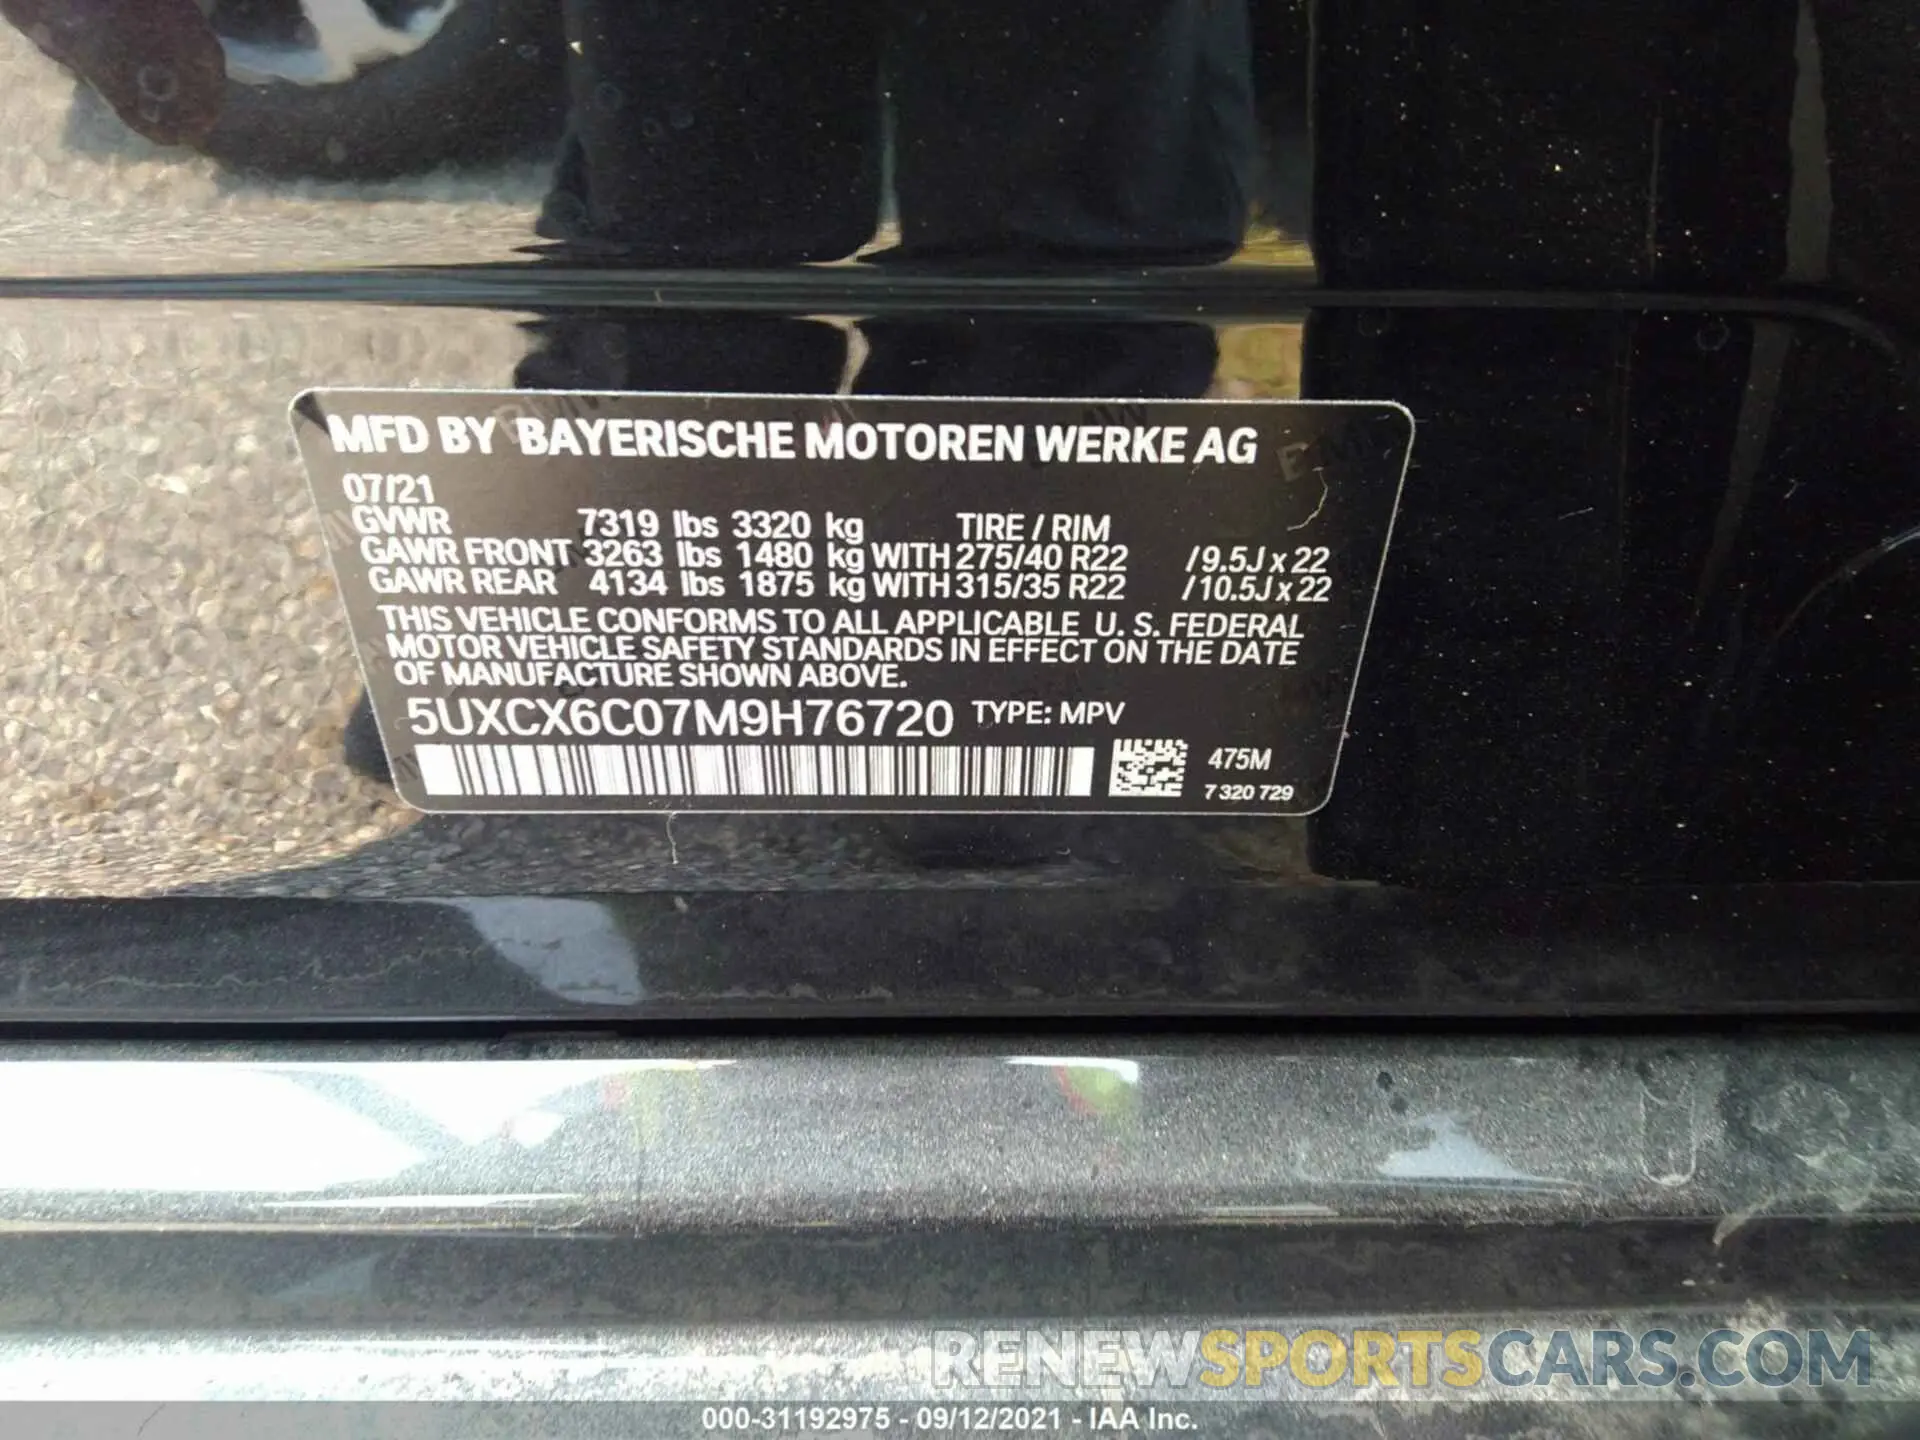 MFD BY BAYERISCHE MOTOREN WERKE AG
07/21
GVWR 7319 lbs 3320 kg TIRE / RIM
GAWR FRONT 3263 lbs 1480 kg WITH 275/40 R22 / 9.5J x 22
GAWR REAR 4134 lbs 1875 kg WITH 315/35 R22 / 10.5J x 22
THIS VEHICLE CONFORMS TO ALL APPLICABLE U. S. FEDERAL
MOTOR VEHICLE SAFETY STANDARDS IN EFFECT ON THE DATE
OF MANUFACTURE SHOWN ABOVE.
5UXCX6C07M9H76720 TYPE: MPV
475M
7 320 729
RENEWSPORTSCARS.COM
000-31192975 - 09/12/2021 - IAA Inc.